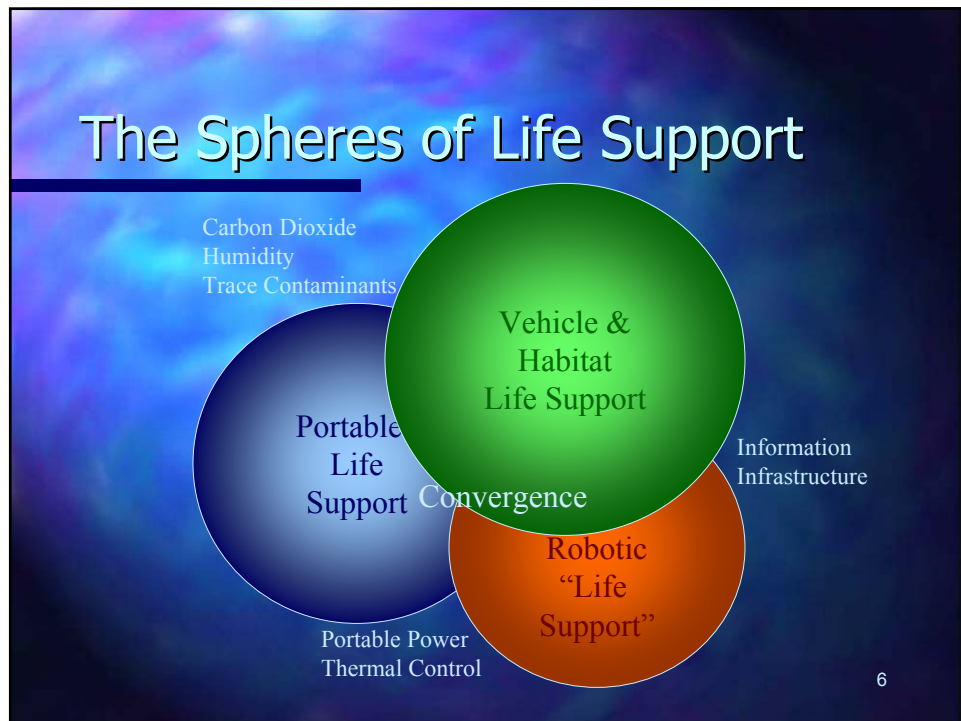 The Spheres of Life Support
Carbon Dioxide
Humidity
Trace Contaminants
Vehicle &
Habitat
Life Support
Portable
Life
Support
Convergence
Information
Infrastructure
Robotic
“Life
Support”
Portable Power
Thermal Control
6